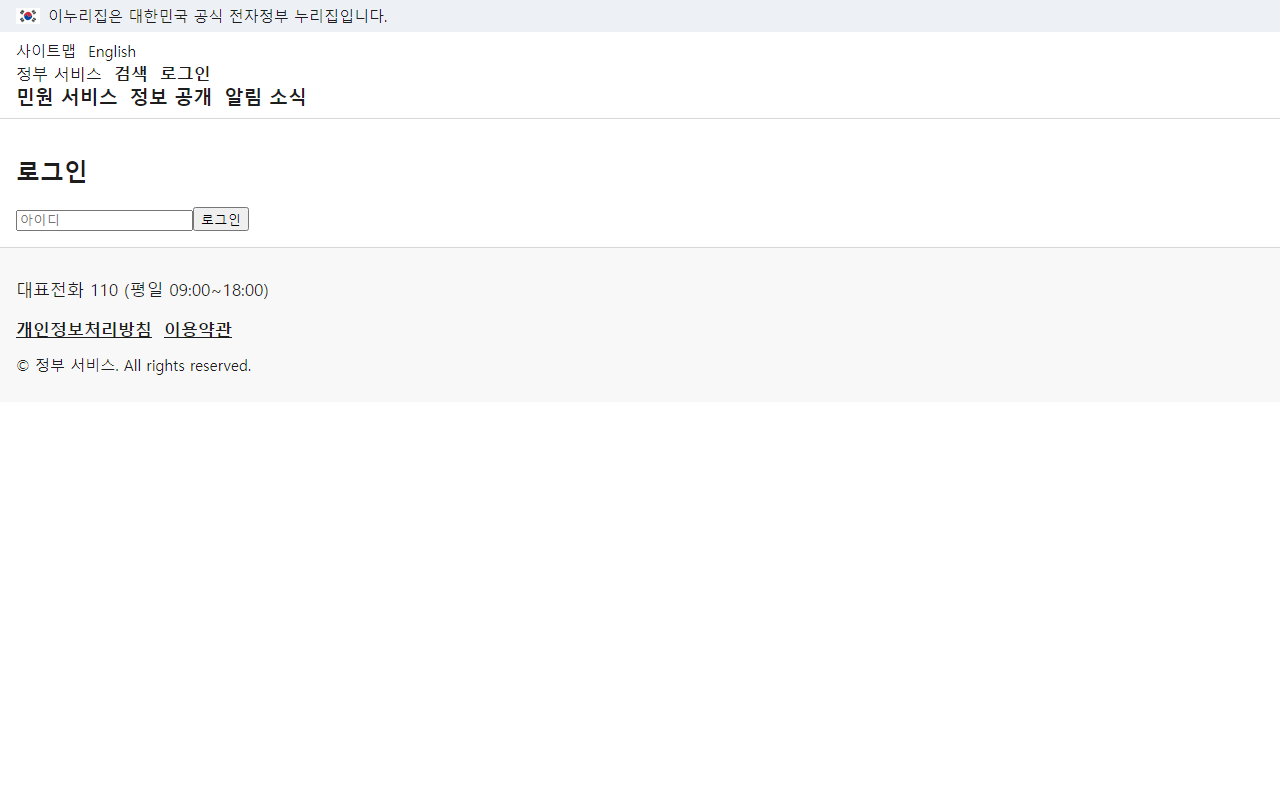 이누리집은 대한민국 공식 전자정부 누리집입니다.
사이트맵 English
정부 서비스 검색 로그인
민원 서비스 정보 공개 알림 소식
로그인
아이디 로그인
대표전화 110 (평일 09:00~18:00)
개인정보처리방침 이용약관
© 정부 서비스. All rights reserved.